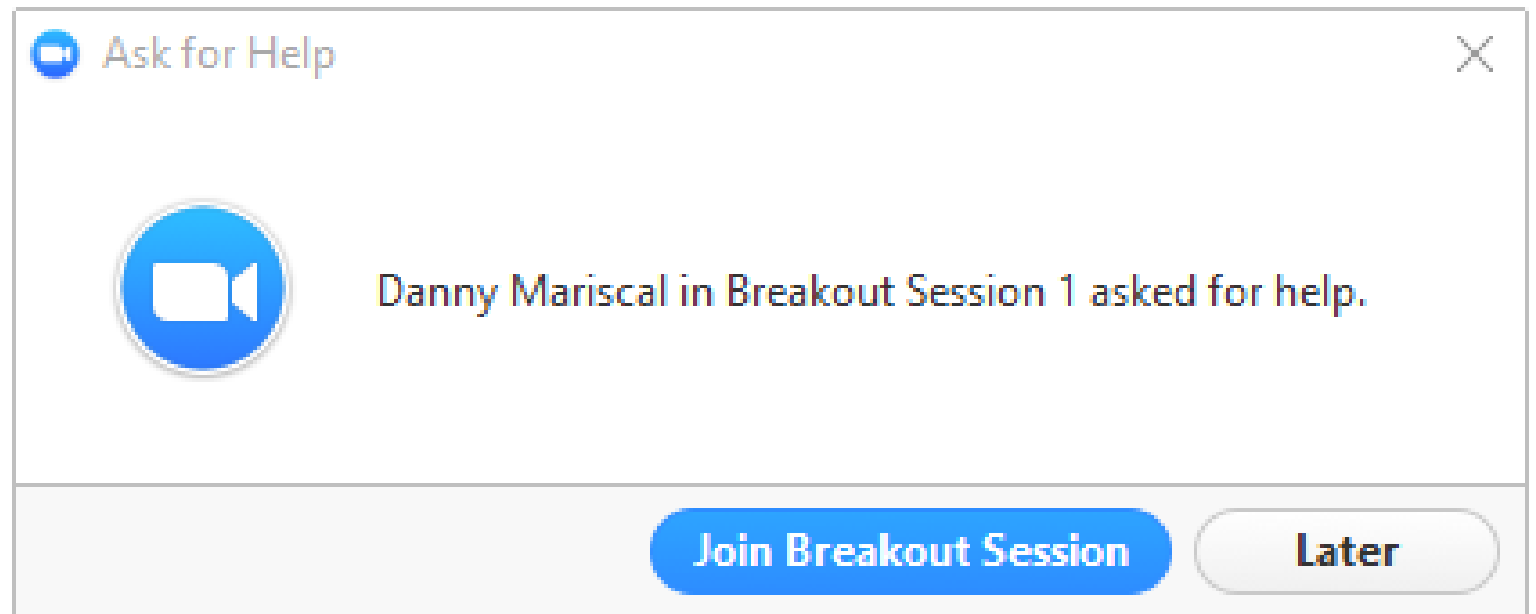 Ask for Help
Danny Mariscal in Breakout Session 1 asked for help.
Join Breakout Session
Later